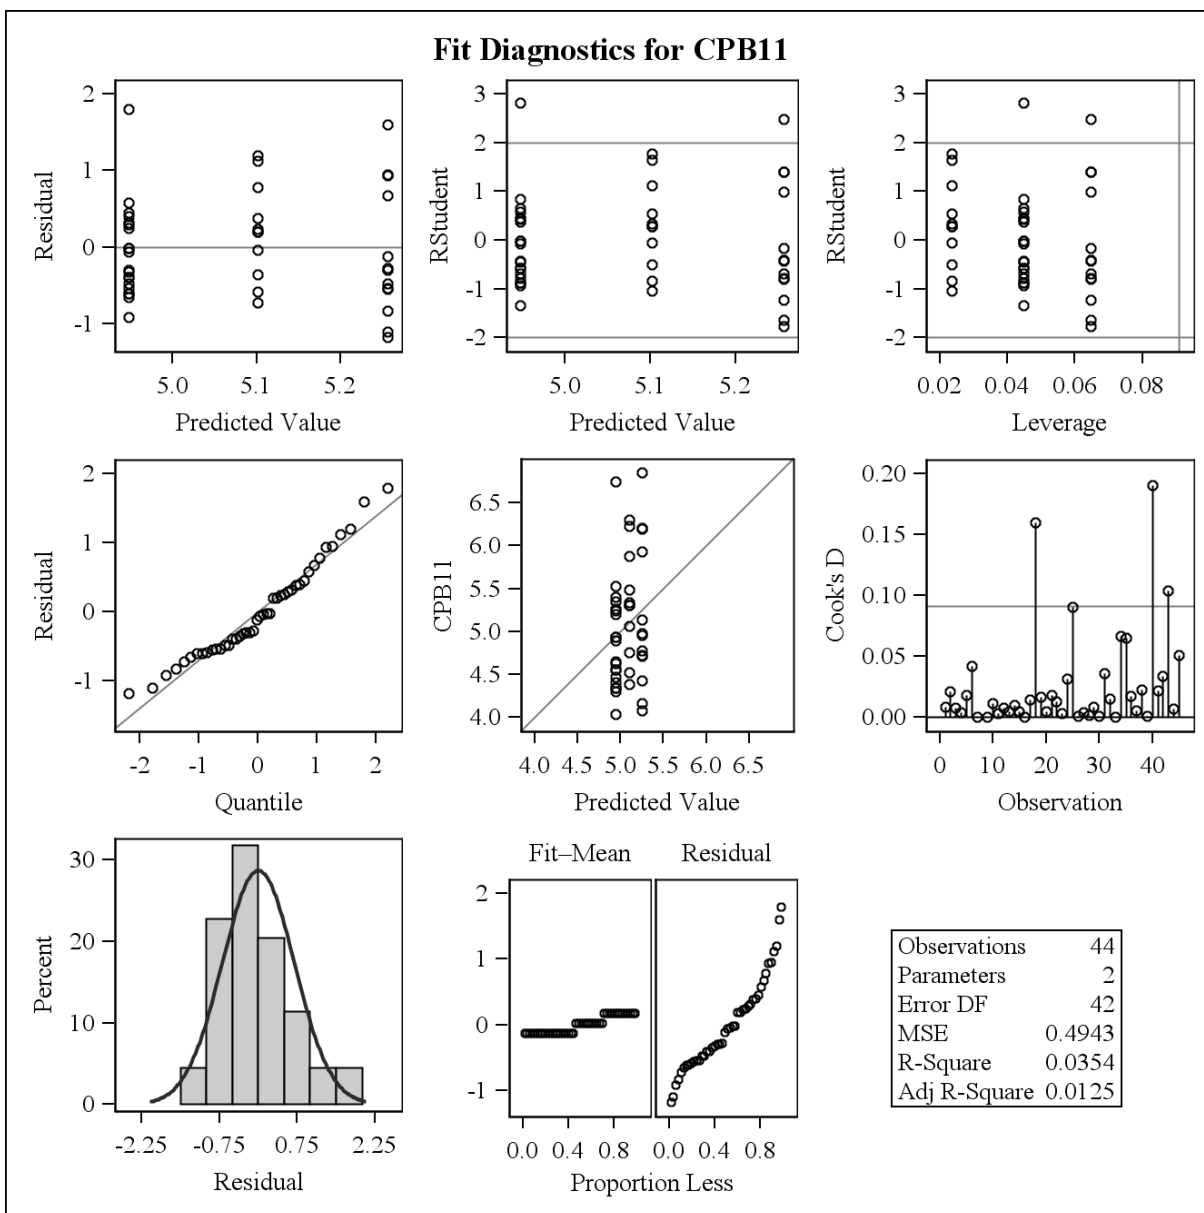 Fit Diagnostics for CPB11
2
1
0
-1
Residual
5.0 5.1 5.2
Predicted Value
3
2
1
0
-1
-2
RStudent
5.0 5.1 5.2
Predicted Value
3
2
1
0
-1
-2
RStudent
0.02 0.04 0.06 0.08
Leverage
2
1
0
-1
Residual
-2 -1 0 1 2
Quantile
6.5
6.0
5.5
5.0
4.5
4.0
CPB11
4.0 4.5 5.0 5.5 6.0 6.5
Predicted Value
0.20
0.15
0.10
0.05
0.00
Cook's D
0 10 20 30 40
Observation
30
20
10
0
Percent
-2.25 -0.75 0.75 2.25
Residual
Fit–Mean Residual
2
1
0
-1
0.0 0.4 0.8 0.0 0.4 0.8
Proportion Less
Observations 44
Parameters 2
Error DF 42
MSE 0.4943
R-Square 0.0354
Adj R-Square 0.0125